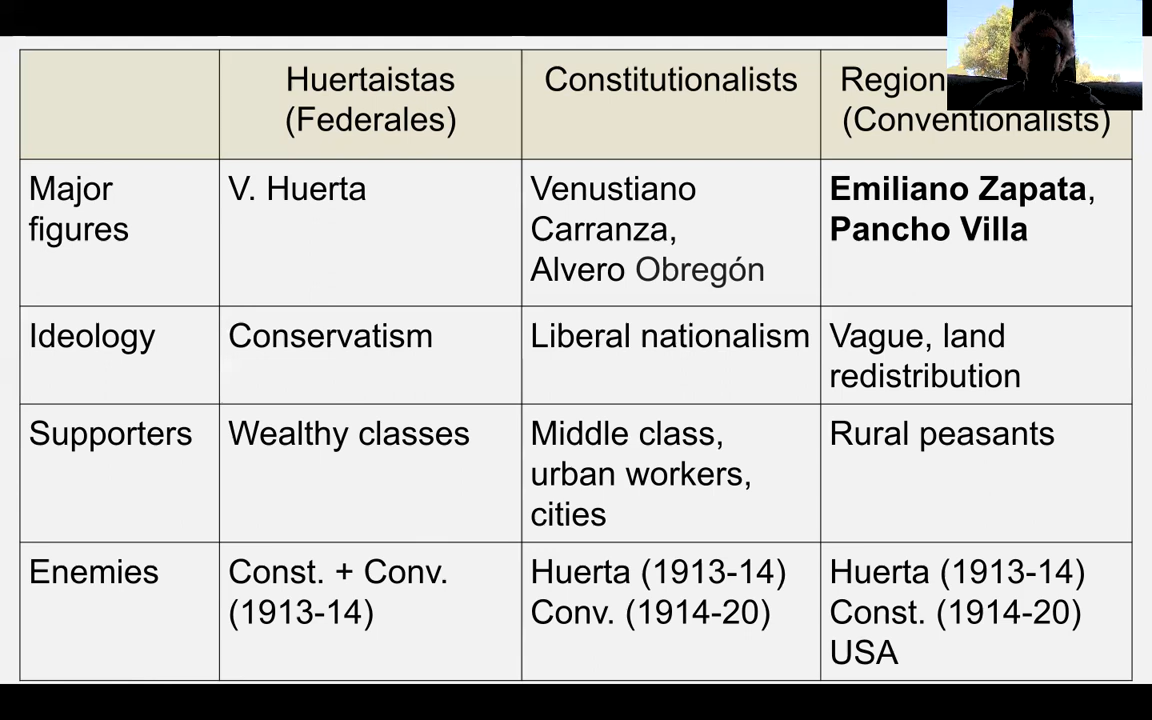 Huertaistas
(Federales)
Constitutionalists
(Conventionalists)
Major
figures
V. Huerta
Venustiano
Carranza,
Alvero Obregón
Emiliano Zapata,
Pancho Villa
Ideology
Conservatism
Liberal nationalism
Vague, land
redistribution
Supporters
Wealthy classes
Middle class,
urban workers,
cities
Rural peasants
Enemies
Const. + Conv.
(1913-14)
Huerta (1913-14)
Conv. (1914-20)
Huerta (1913-14)
Const. (1914-20)
USA